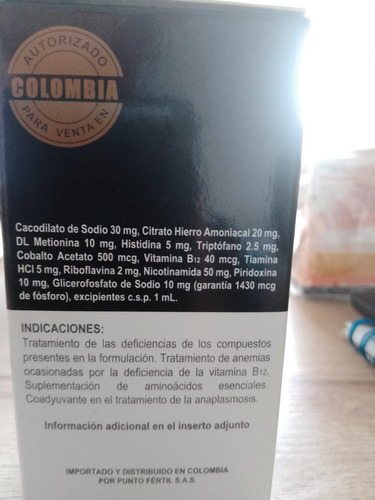 AUTORIZADO
COLOMBIA
PARA VENTA EN
Cacodilato de Sodio 30 mg, Citrato Hierro Amoniacal 20 mg,
DL Metionina 10 mg, Histidina 5 mg, Triptófano 2.5 mg,
Cobalto Acetato 500 mcg, Vitamina B12 40 mcg, Tiamina
HCl 5 mg, Riboflavina 2 mg, Nicotinamida 50 mg, Piridoxina
10 mg, Glicerofosfato de Sodio 10 mg (garantía 1430 mcg
de fósforo), excipientes c.s.p. 1 mL.
INDICACIONES:
Tratamiento de las deficiencias de los compuestos
presentes en la formulación. Tratamiento de anemias
ocasionadas por la deficiencia de la vitamina B12.
Suplementación de aminoácidos esenciales.
Coadyuvante en el tratamiento de la anaplasmosis.
Información adicional en el inserto adjunto
IMPORTADO Y DISTRIBUIDO EN COLOMBIA
POR PUNTO FÉRTIL S.A.S.